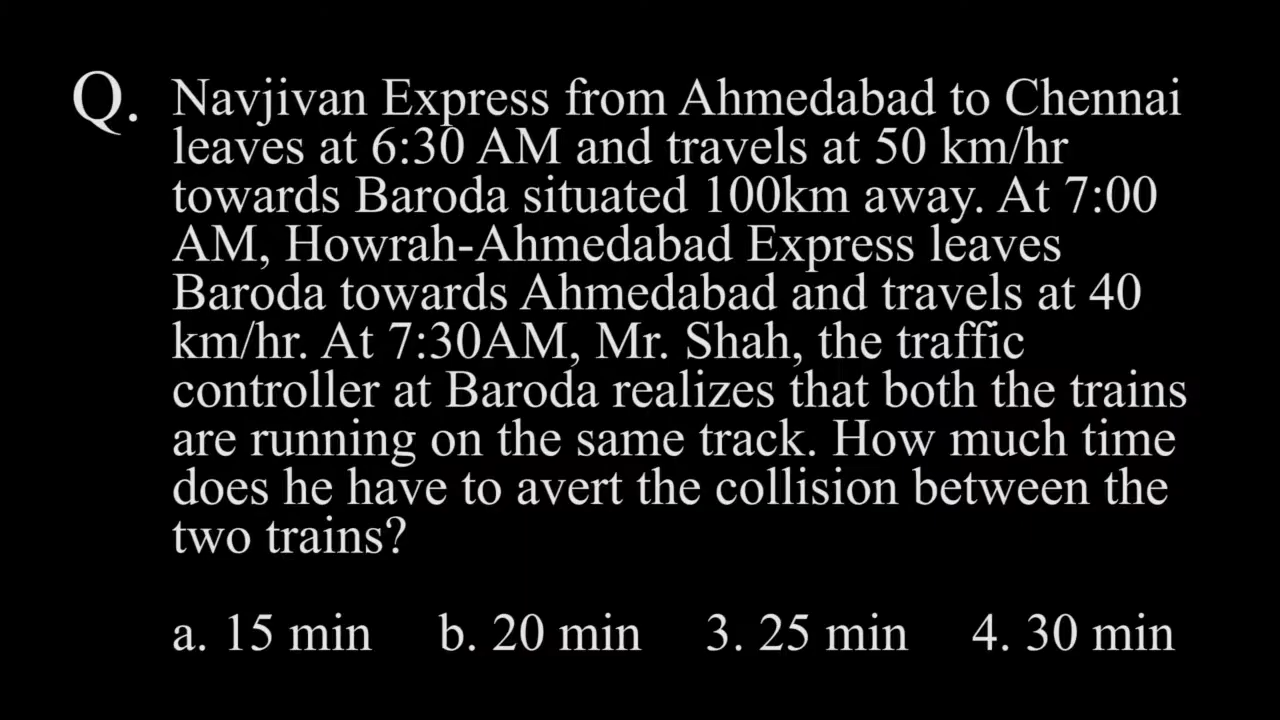 Q. Navjivan Express from Ahmedabad to Chennai
leaves at 6:30 AM and travels at 50 km/hr
towards Baroda situated 100km away. At 7:00
AM, Howrah-Ahmedabad Express leaves
Baroda towards Ahmedabad and travels at 40
km/hr. At 7:30AM, Mr. Shah, the traffic
controller at Baroda realizes that both the trains
are running on the same track. How much time
does he have to avert the collision between the
two trains?
a. 15 min b. 20 min 3. 25 min 4. 30 min